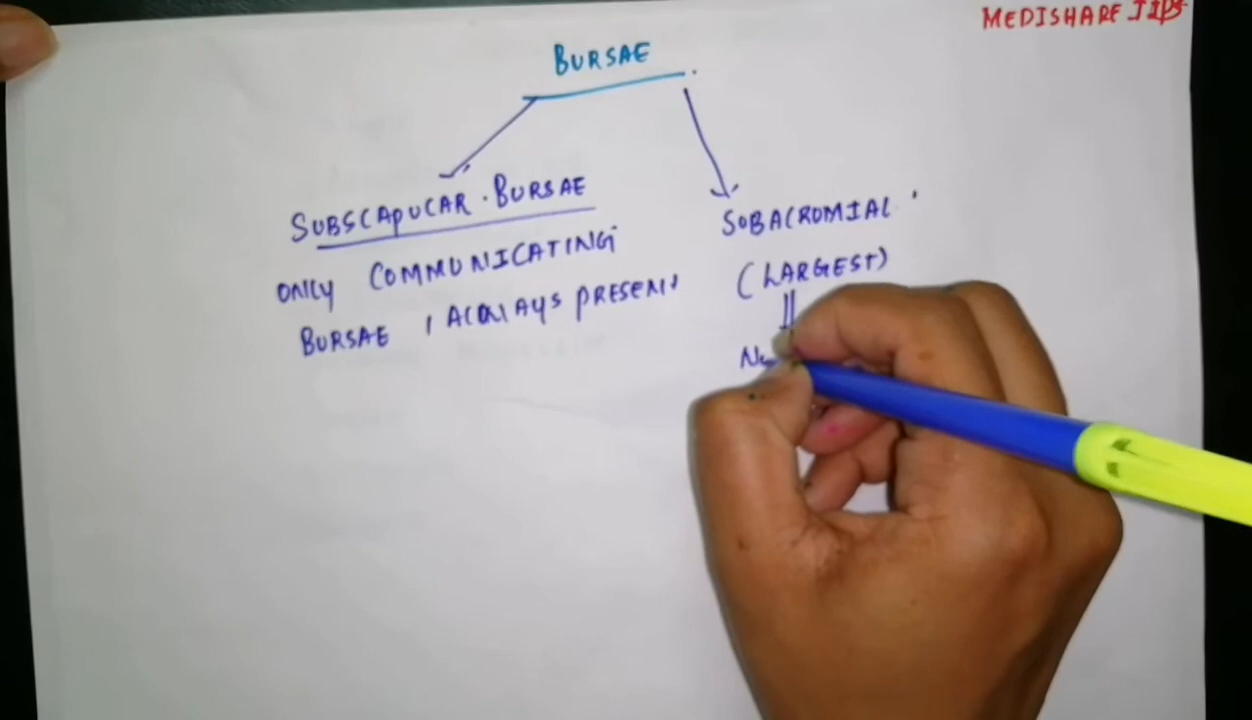 MEDISHARE TIPS
BURSAE
SUBSCAPULAR BURSAE
ONLY COMMUNICATING
BURSAE, ALWAYS PRESENT
SUBACROMIAL
(LARGEST)